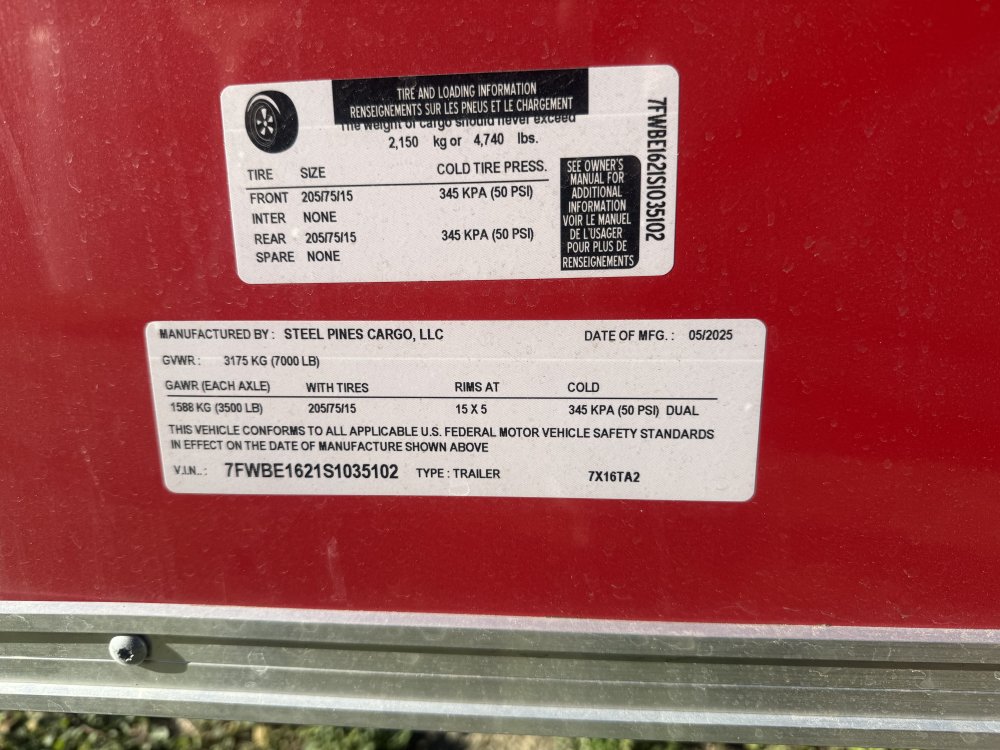 TIRE AND LOADING INFORMATION
RENSEIGNEMENTS SUR LES PNEUS ET LE CHARGEMENT
The weight of cargo should never exceed
2,150 kg or 4,740 lbs.
TIRE SIZE COLD TIRE PRESS.
FRONT 205/75/15 345 KPA (50 PSI)
INTER NONE
REAR 205/75/15 345 KPA (50 PSI)
SPARE NONE
SEE OWNER'S
MANUAL FOR
ADDITIONAL
INFORMATION
VOIR LE MANUEL
DE L'USAGER
POUR PLUS DE
RENSEIGNEMENTS
7FWBE1621S1035102
MANUFACTURED BY : STEEL PINES CARGO, LLC DATE OF MFG. : 05/2025
GVWR : 3175 KG (7000 LB)
GAWR (EACH AXLE) WITH TIRES RIMS AT COLD
1588 KG (3500 LB) 205/75/15 15 X 5 345 KPA (50 PSI) DUAL
THIS VEHICLE CONFORMS TO ALL APPLICABLE U.S. FEDERAL MOTOR VEHICLE SAFETY STANDARDS
IN EFFECT ON THE DATE OF MANUFACTURE SHOWN ABOVE
V.I.N.. : 7FWBE1621S1035102 TYPE : TRAILER 7X16TA2